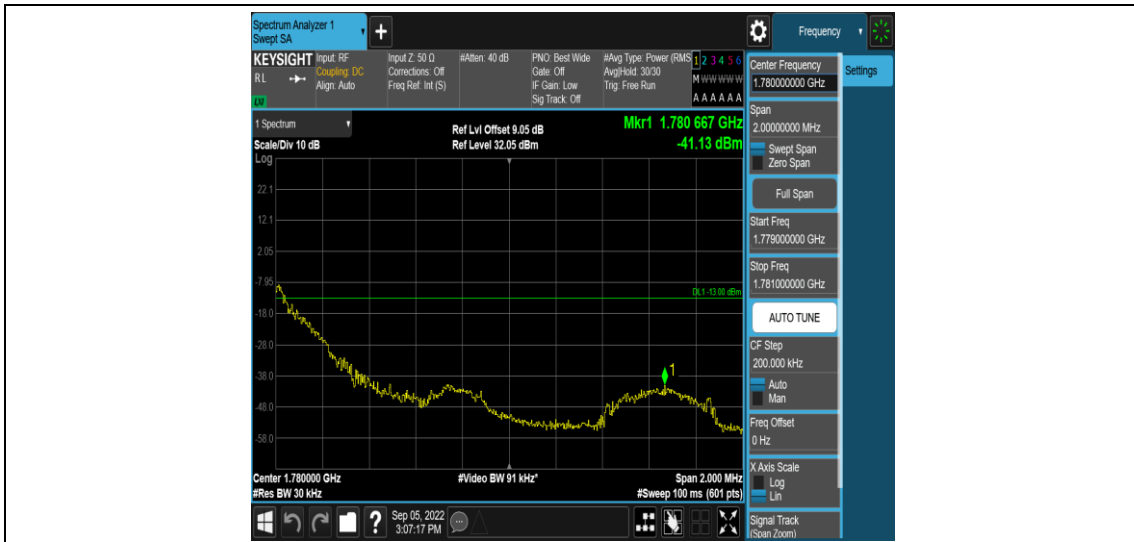 Spectrum Analyzer 1
Swept SA
+
Frequency
KEYSIGHT
RL
LXI
Input: RF
Coupling: DC
Align: Auto
Input Z: 50 Ω
Corrections: Off
Freq Ref: Int (S)
#Atten: 40 dB
PNO: Best Wide
Gate: Off
IF Gain: Low
Sig Track: Off
#Avg Type: Power (RMS
Avg|Hold: 30/30
Trig: Free Run
1 2 3 4 5 6
M W W W W W
A A A A A A
1 Spectrum
Scale/Div 10 dB
Log
Ref Lvl Offset 9.05 dB
Ref Level 32.05 dBm
Mkr1 1.780 667 GHz
-41.13 dBm
22.1
12.1
2.05
-7.95
-18.0
-28.0
-38.0
-48.0
-58.0
DL1 -13.00 dBm
1
Center 1.780000 GHz
#Res BW 30 kHz
#Video BW 91 kHz*
Span 2.000 MHz
#Sweep 100 ms (601 pts)
Sep 05, 2022
3:07:17 PM
?
Center Frequency
1.780000000 GHz
Span
2.00000000 MHz
Swept Span
Zero Span
Full Span
Start Freq
1.779000000 GHz
Stop Freq
1.781000000 GHz
AUTO TUNE
CF Step
200.000 kHz
Auto
Man
Freq Offset
0 Hz
X Axis Scale
Log
Lin
Signal Track
(Span Zoom)
Settings